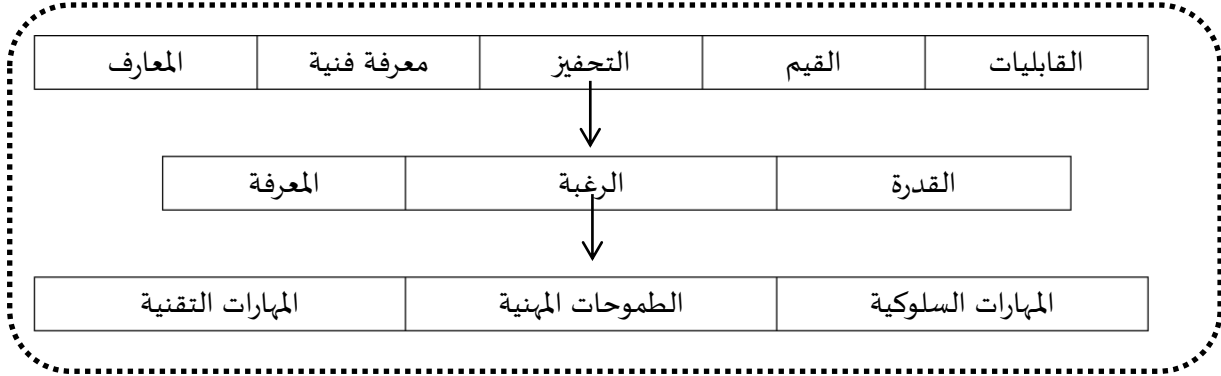 القابليات القيم التحفيز معرفة فنية المعارف
القدرة الرغبة المعرفة
المهارات السلوكية الطموحات المهنية المهارات التقنية